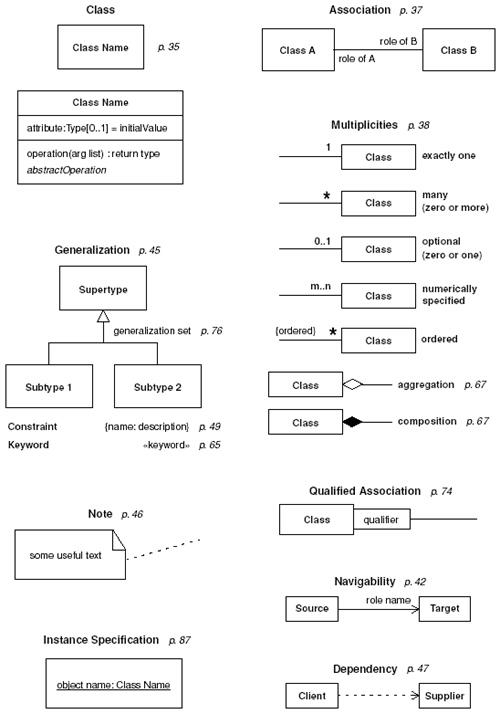 Class
Class Name p. 35
Class Name
attribute:Type[0..1] = initialValue
operation(arg list) : return type
abstractOperation
Generalization p. 45
Supertype
generalization set p. 76
Subtype 1 Subtype 2
Constraint {name: description} p. 49
Keyword «keyword» p. 65
Note p. 46
some useful text
Instance Specification p. 87
object name: Class Name
Association p. 37
Class A role of B Class B
role of A
Multiplicities p. 38
1 Class exactly one
* Class many
(zero or more)
0..1 Class optional
(zero or one)
m..n Class numerically
specified
{ordered} * Class ordered
Class aggregation p. 67
Class composition p. 67
Qualified Association p. 74
Class qualifier
Navigability p. 42
Source role name Target
Dependency p. 47
Client Supplier